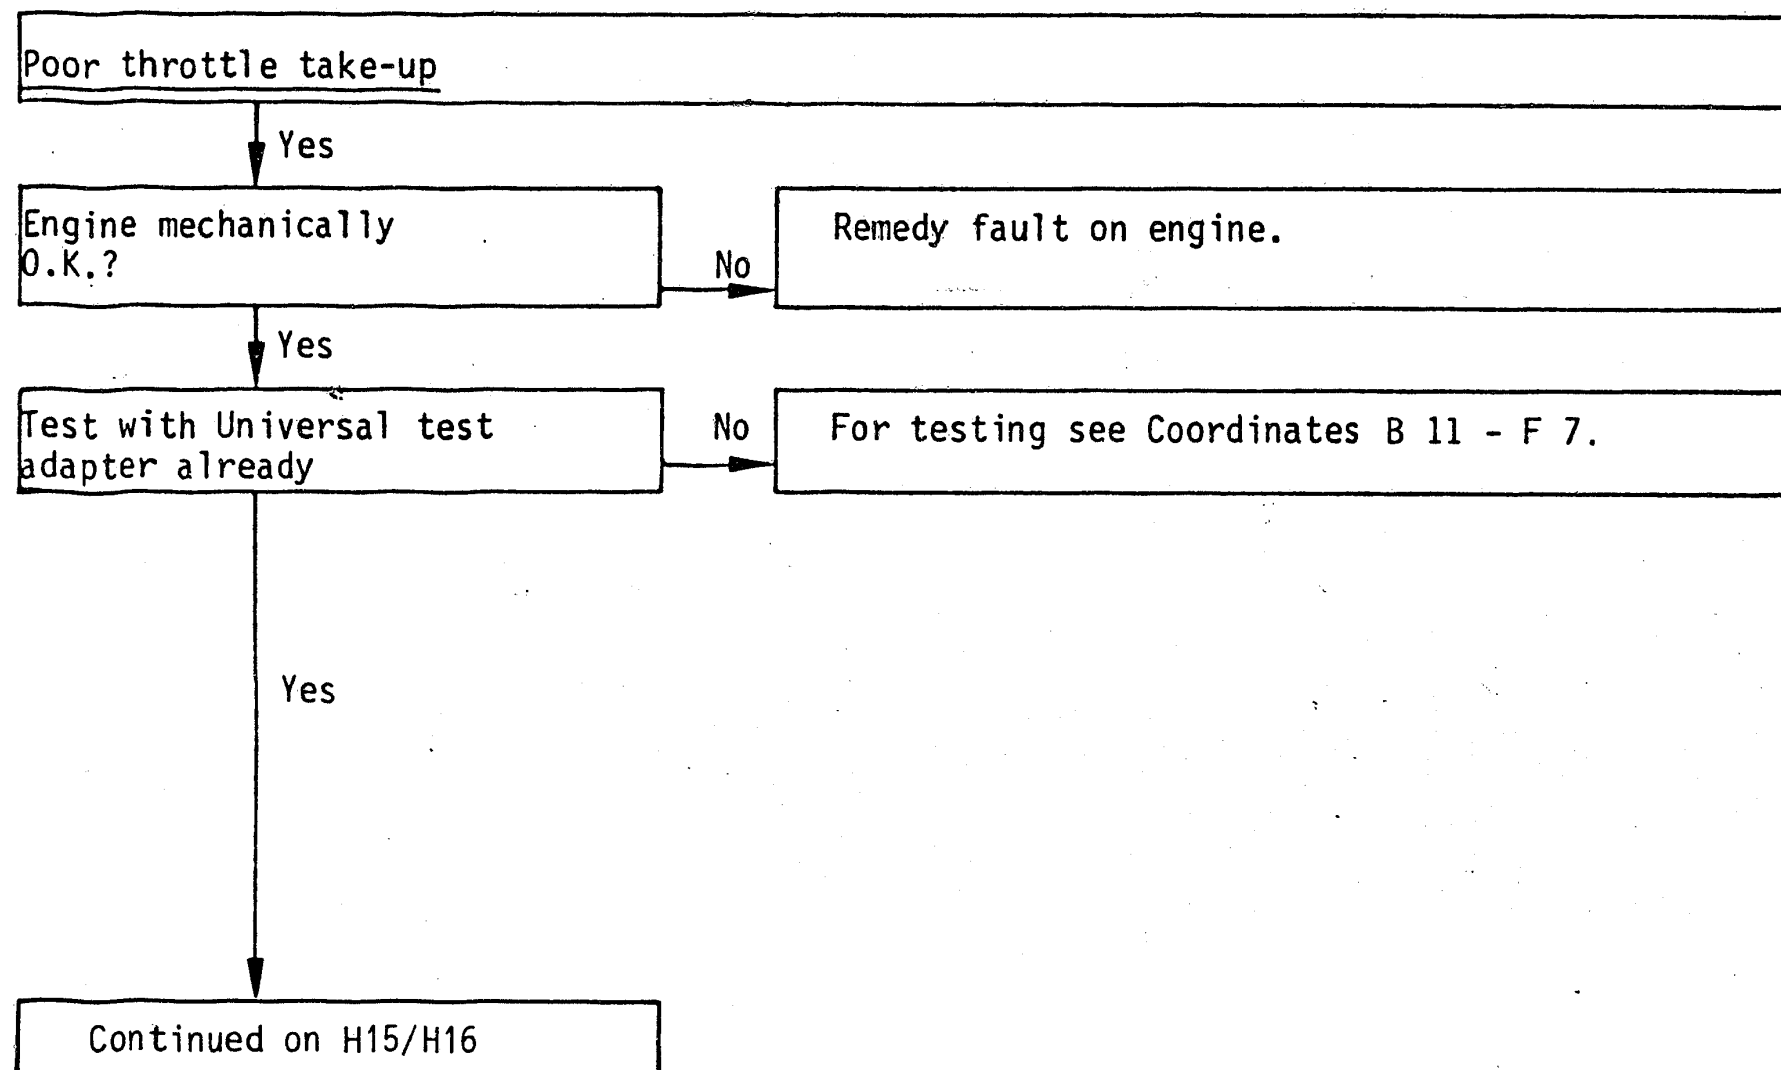 Poor throttle take-up
Yes
Engine mechanically
O.K.?
No
Remedy fault on engine.
Yes
Test with Universal test
adapter already
No
For testing see Coordinates B 11 - F 7.
Yes
Continued on H15/H16